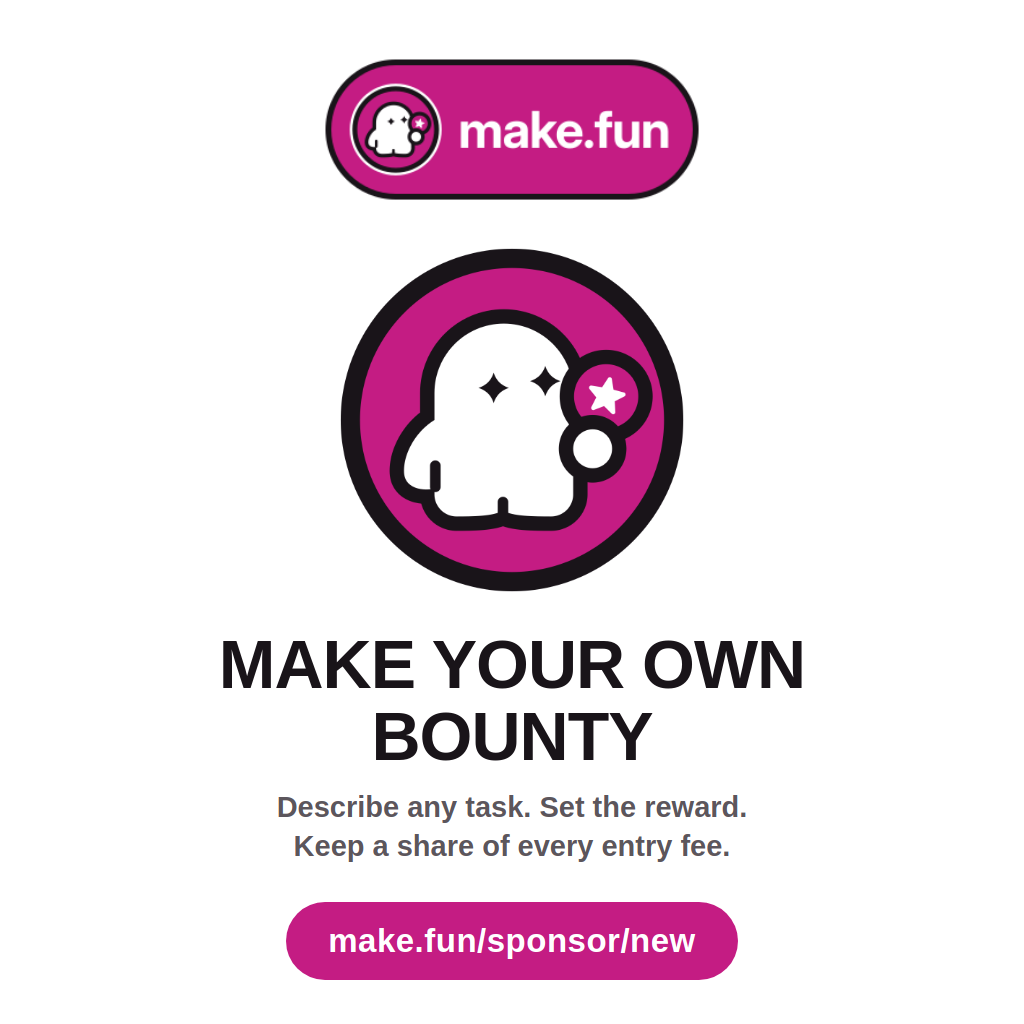 make.fun
MAKE YOUR OWN
BOUNTY
Describe any task. Set the reward.
Keep a share of every entry fee.
make.fun/sponsor/new